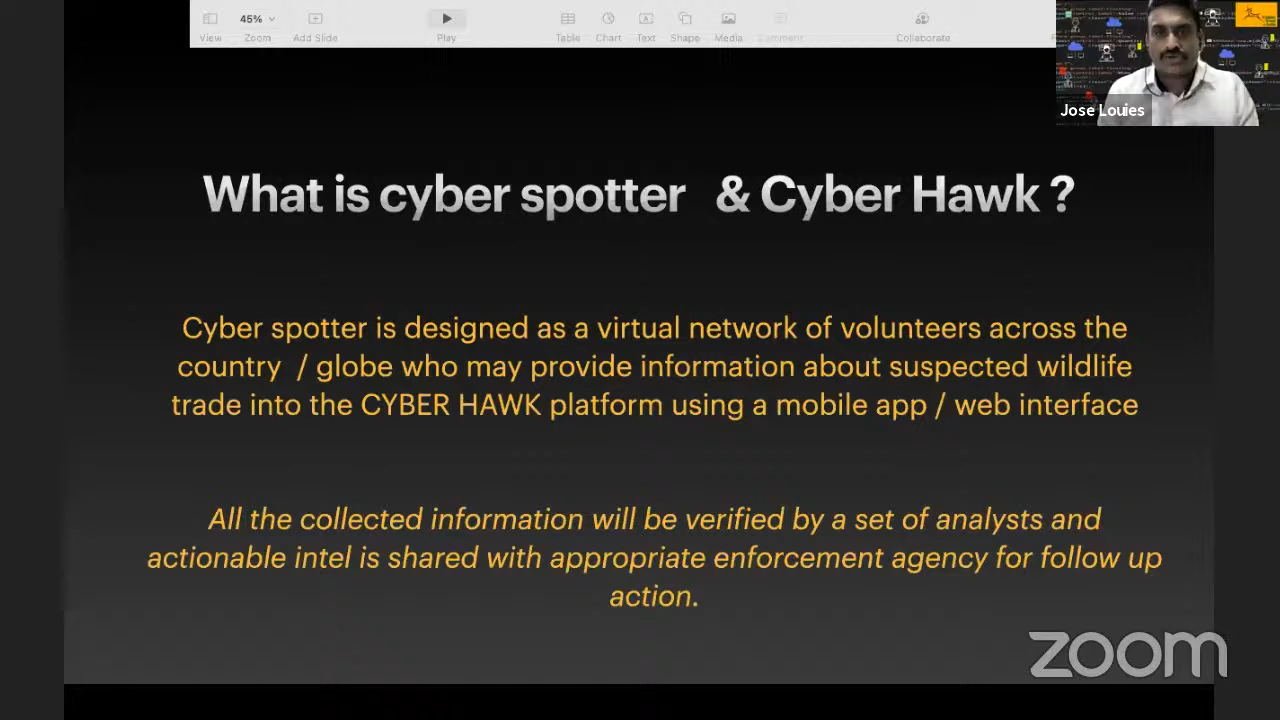 45%
View
Zoom
Add Slide
Play
Table
Chart
Text
Shape
Media
Comment
Collaborate
Jose Louies
What is cyber spotter & Cyber Hawk ?
Cyber spotter is designed as a virtual network of volunteers across the
country / globe who may provide information about suspected wildlife
trade into the CYBER HAWK platform using a mobile app / web interface
All the collected information will be verified by a set of analysts and
actionable intel is shared with appropriate enforcement agency for follow up
action.
zoom